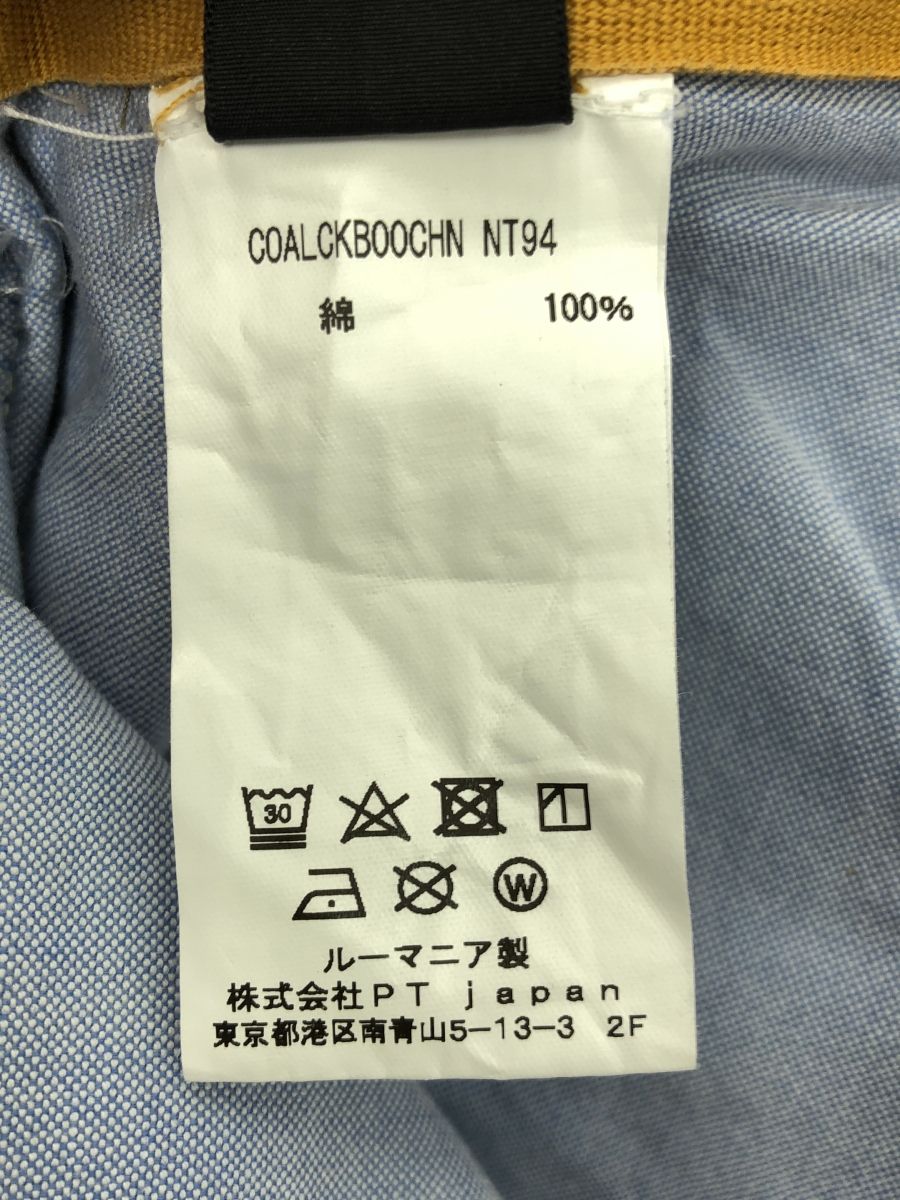 COALCKBOOCHN NT94
綿 100%
30
W
ルーマニア製
株式会社PT japan
東京都港区南青山5-13-3 2F